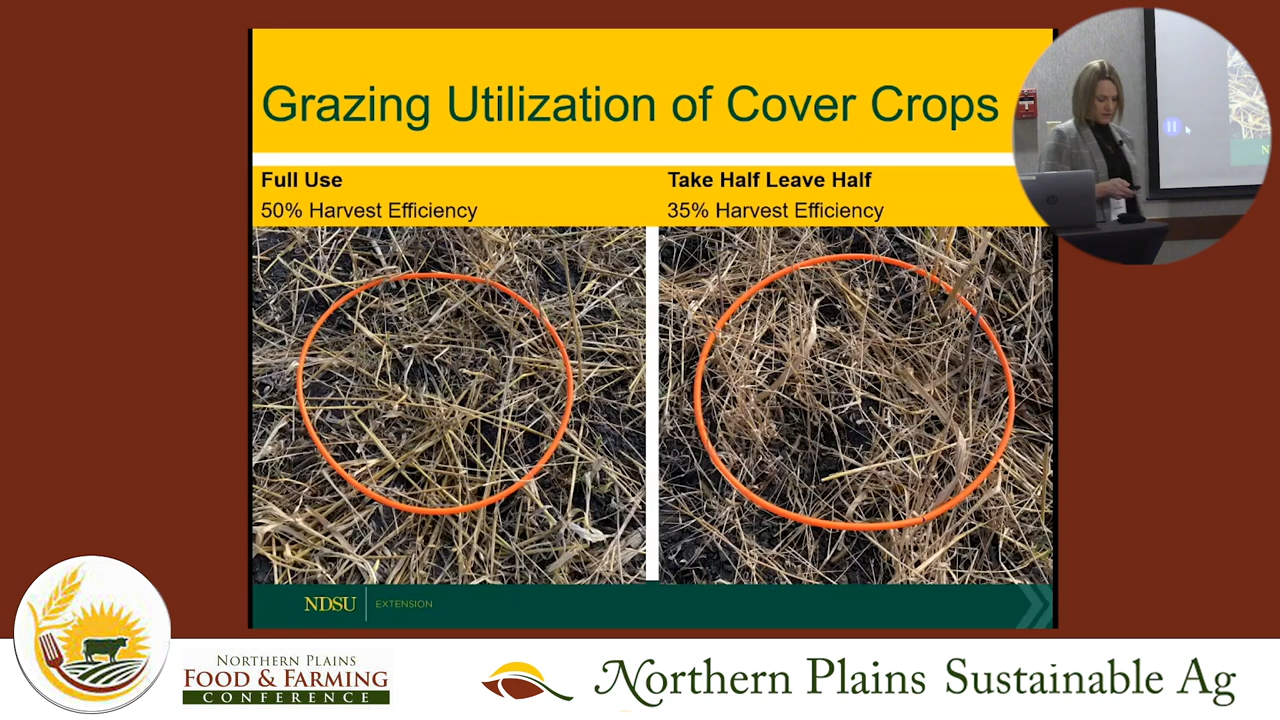 Grazing Utilization of Cover Crops
Full Use
50% Harvest Efficiency
Take Half Leave Half
35% Harvest Efficiency
NDSU EXTENSION
NORTHERN PLAINS
FOOD & FARMING
CONFERENCE
Northern Plains Sustainable Ag